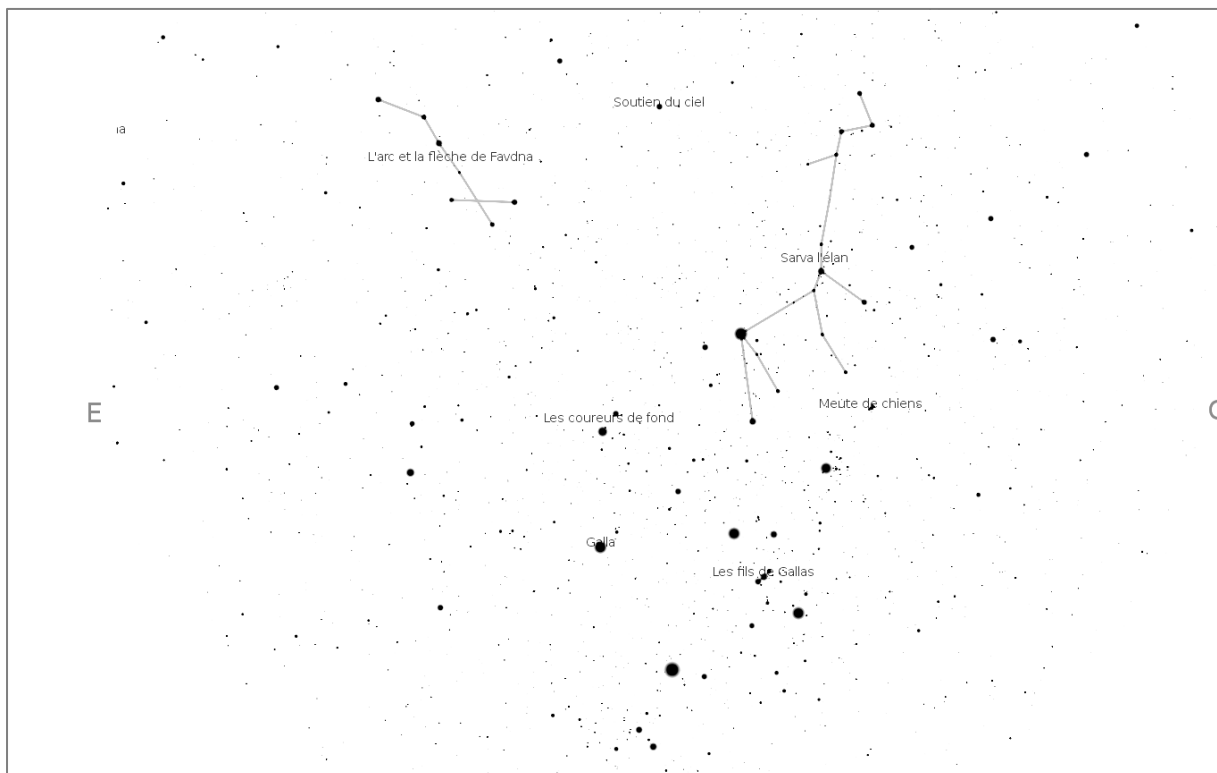 Soutien du ciel
L'arc et la flèche de Favdna
Sarva l'élan
Meute de chiens
E
Les coureurs de fond
Galla
Les fils de Gallas